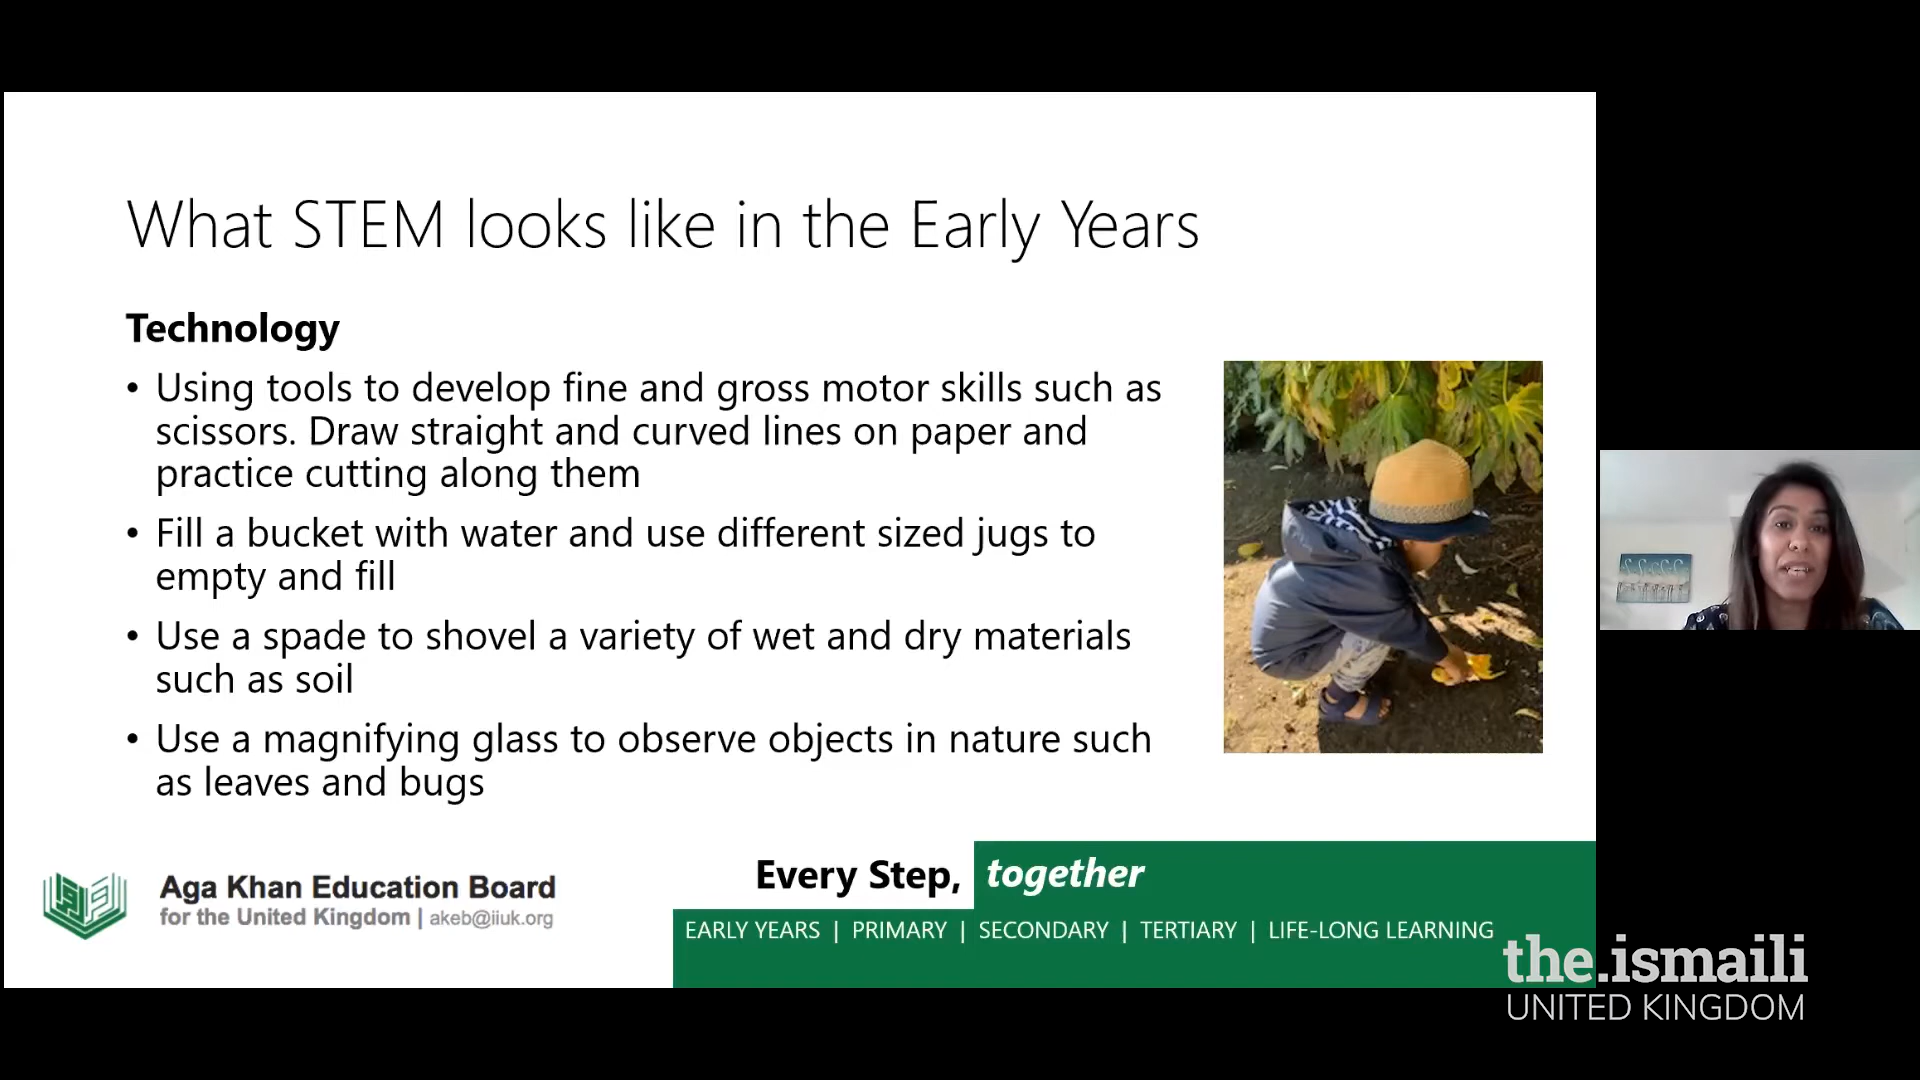 What STEM looks like in the Early Years
Technology
• Using tools to develop fine and gross motor skills such as
scissors. Draw straight and curved lines on paper and
practice cutting along them
• Fill a bucket with water and use different sized jugs to
empty and fill
• Use a spade to shovel a variety of wet and dry materials
such as soil
• Use a magnifying glass to observe objects in nature such
as leaves and bugs
Aga Khan Education Board
for the United Kingdom | akeb@iiuk.org
Every Step, together
EARLY YEARS | PRIMARY | SECONDARY | TERTIARY | LIFE-LONG LEARNING
the.ismaili
UNITED KINGDOM